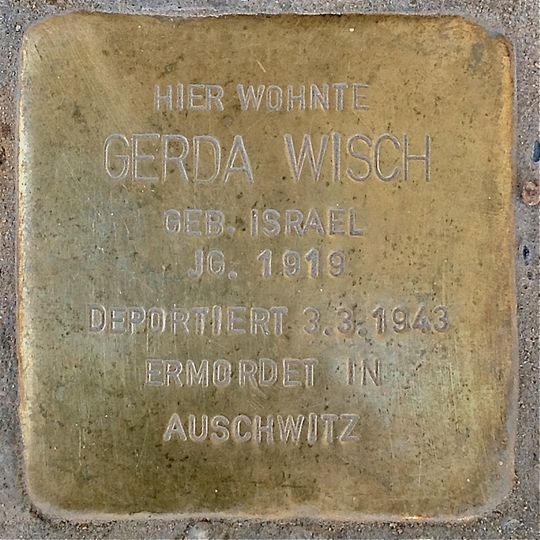 HIER WOHNTE
GERDA WISCH
GEB. ISRAEL
JG. 1919
DEPORTIERT 3.3.1943
ERMORDET IN
AUSCHWITZ